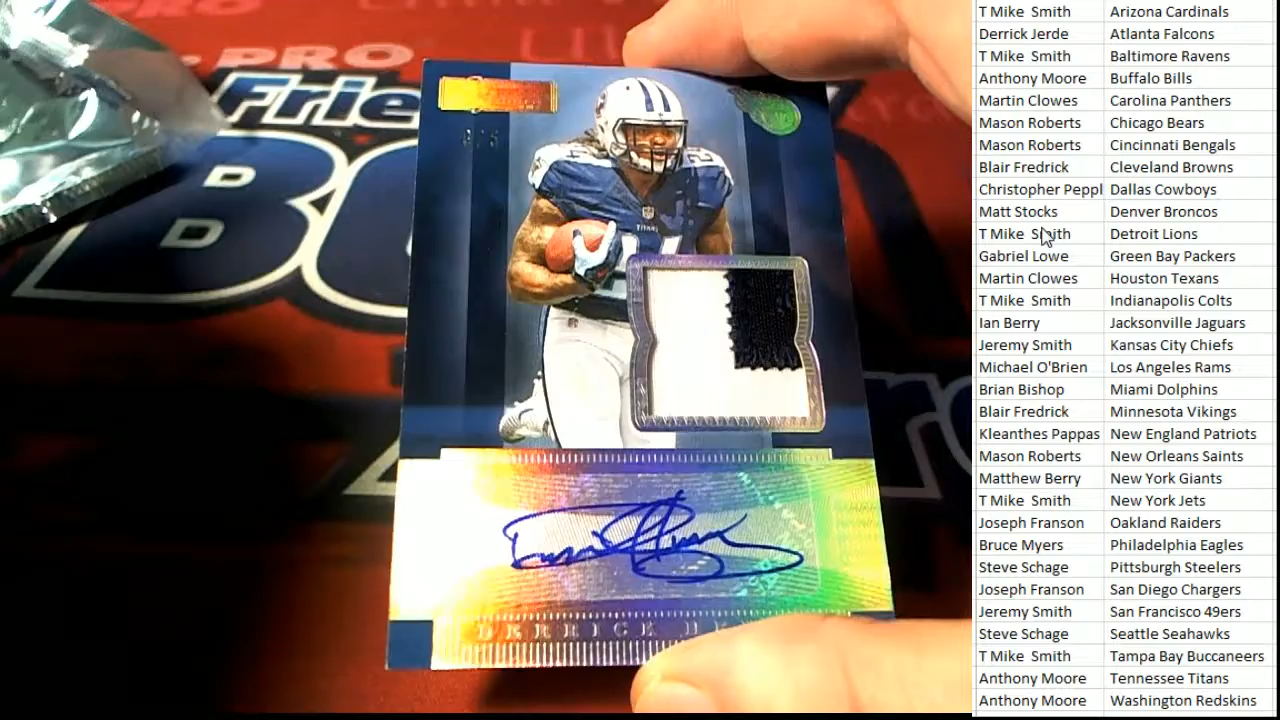 PRO
Frie
BO
D
D
TITANS
DERRICK HE
T Mike Smith Arizona Cardinals
Derrick Jerde Atlanta Falcons
T Mike Smith Baltimore Ravens
Anthony Moore Buffalo Bills
Martin Clowes Carolina Panthers
Mason Roberts Chicago Bears
Mason Roberts Cincinnati Bengals
Blair Fredrick Cleveland Browns
Christopher Peppl Dallas Cowboys
Matt Stocks Denver Broncos
T Mike Smith Detroit Lions
Gabriel Lowe Green Bay Packers
Martin Clowes Houston Texans
T Mike Smith Indianapolis Colts
Ian Berry Jacksonville Jaguars
Jeremy Smith Kansas City Chiefs
Michael O'Brien Los Angeles Rams
Brian Bishop Miami Dolphins
Blair Fredrick Minnesota Vikings
Kleanthes Pappas New England Patriots
Mason Roberts New Orleans Saints
Matthew Berry New York Giants
T Mike Smith New York Jets
Joseph Franson Oakland Raiders
Bruce Myers Philadelphia Eagles
Steve Schage Pittsburgh Steelers
Joseph Franson San Diego Chargers
Jeremy Smith San Francisco 49ers
Steve Schage Seattle Seahawks
T Mike Smith Tampa Bay Buccaneers
Anthony Moore Tennessee Titans
Anthony Moore Washington Redskins